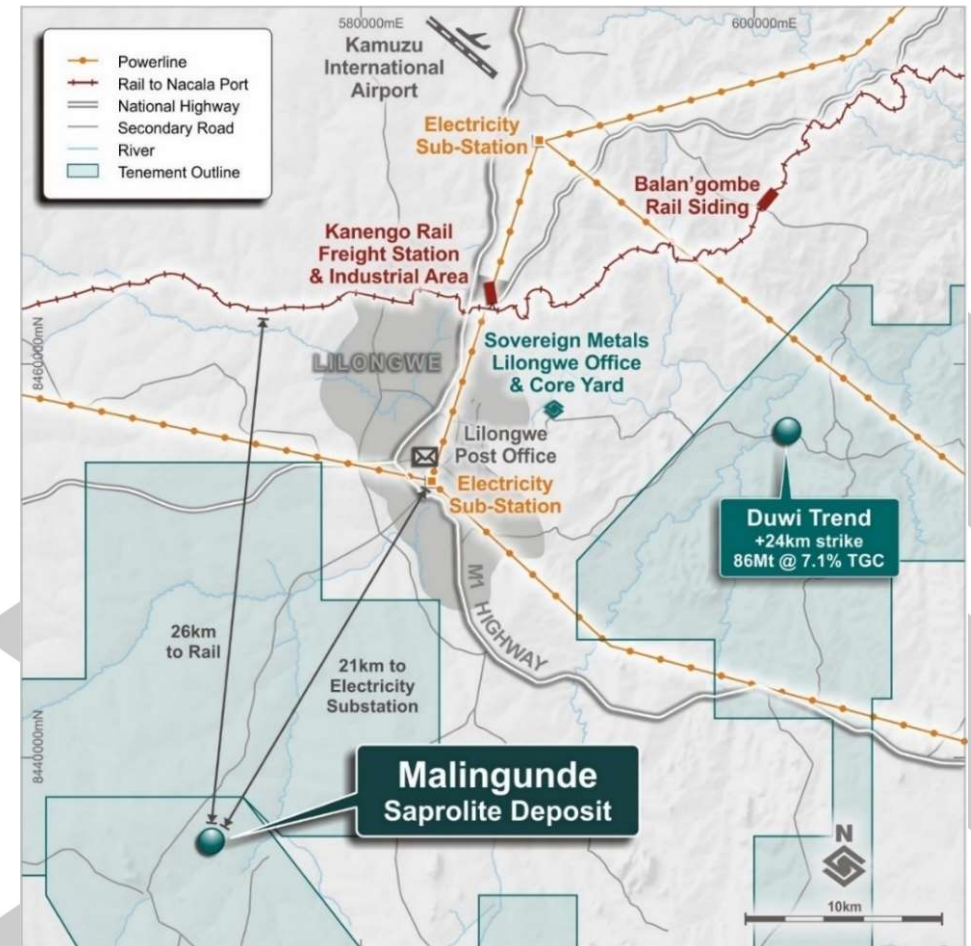 580000mE
600000mE
Powerline
Rail to Nacala Port
National Highway
Secondary Road
River
Tenement Outline
Kamuzu
International
Airport
Electricity
Sub-Station
Balan'gombe
Rail Siding
Kanengo Rail
Freight Station
& Industrial Area
8460000mN
LILONGWE
Sovereign Metals
Lilongwe Office
& Core Yard
Lilongwe
Post Office
Electricity
Sub-Station
Duwi Trend
+24km strike
86Mt @ 7.1% TGC
M1 HIGHWAY
26km
to Rail
21km to
Electricity
Substation
8440000mN
Malingunde
Saprolite Deposit
N
10km